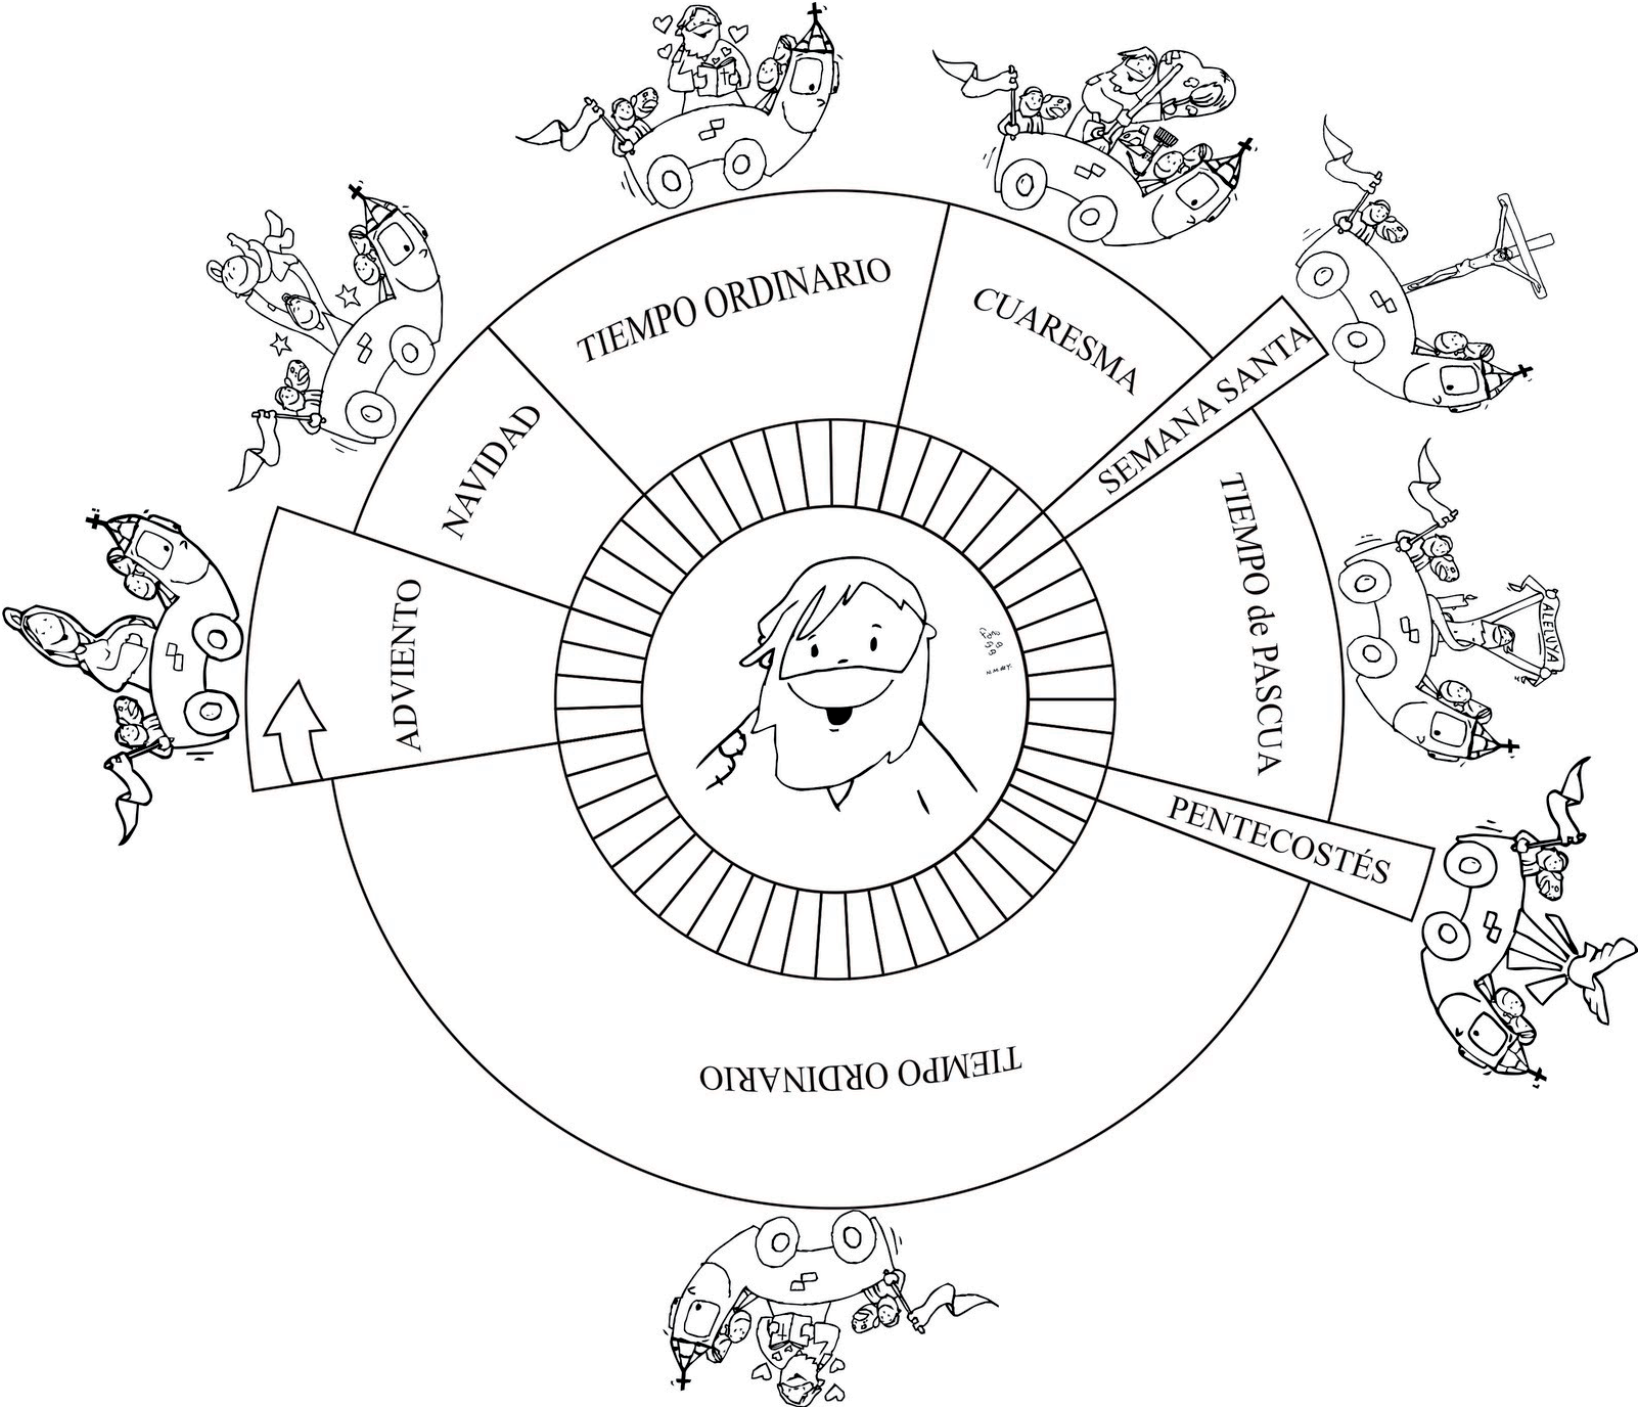 ADVIENTO
NAVIDAD
TIEMPO ORDINARIO
CUARESMA
SEMANA SANTA
TIEMPO de PASCUA
ALELUYA
PENTECOSTÉS
TIEMPO ORDINARIO